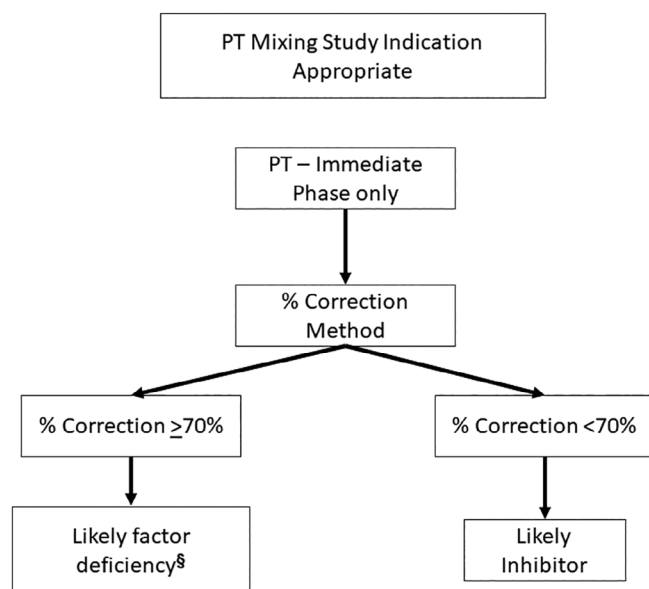 PT Mixing Study Indication
Appropriate
PT – Immediate
Phase only
% Correction
Method
% Correction ≥70%
% Correction <70%
Likely factor
deficiency§
Likely
Inhibitor